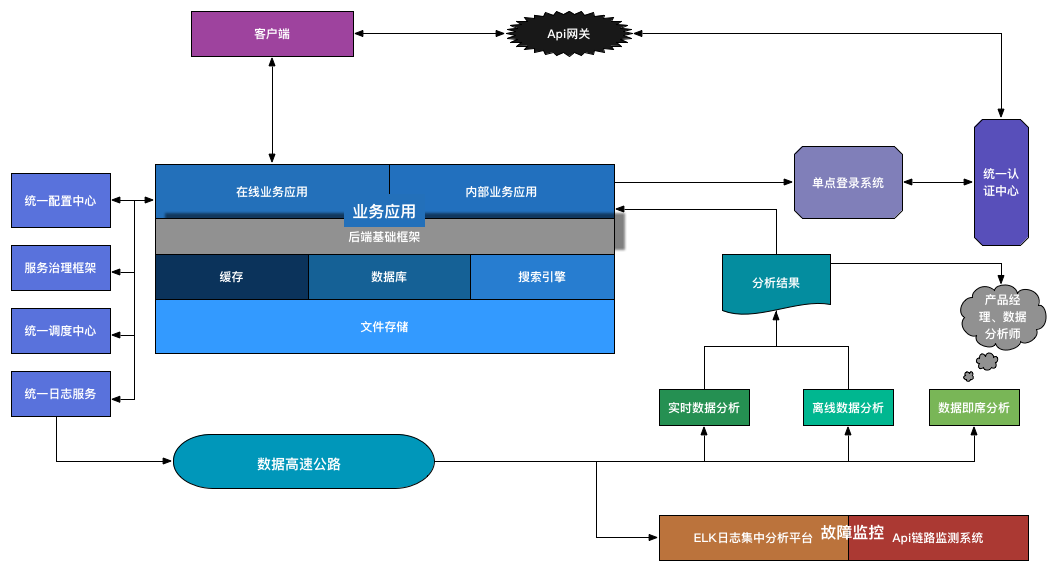 客户端
Api网关
统一认
证中心
单点登录系统
在线业务应用
内部业务应用
业务应用
后端基础框架
缓存
数据库
搜索引擎
文件存储
统一配置中心
服务治理框架
统一调度中心
统一日志服务
分析结果
产品经
理、数据
分析师
实时数据分析
离线数据分析
数据即席分析
数据高速公路
故障监控
ELK日志集中分析平台
Api链路监测系统